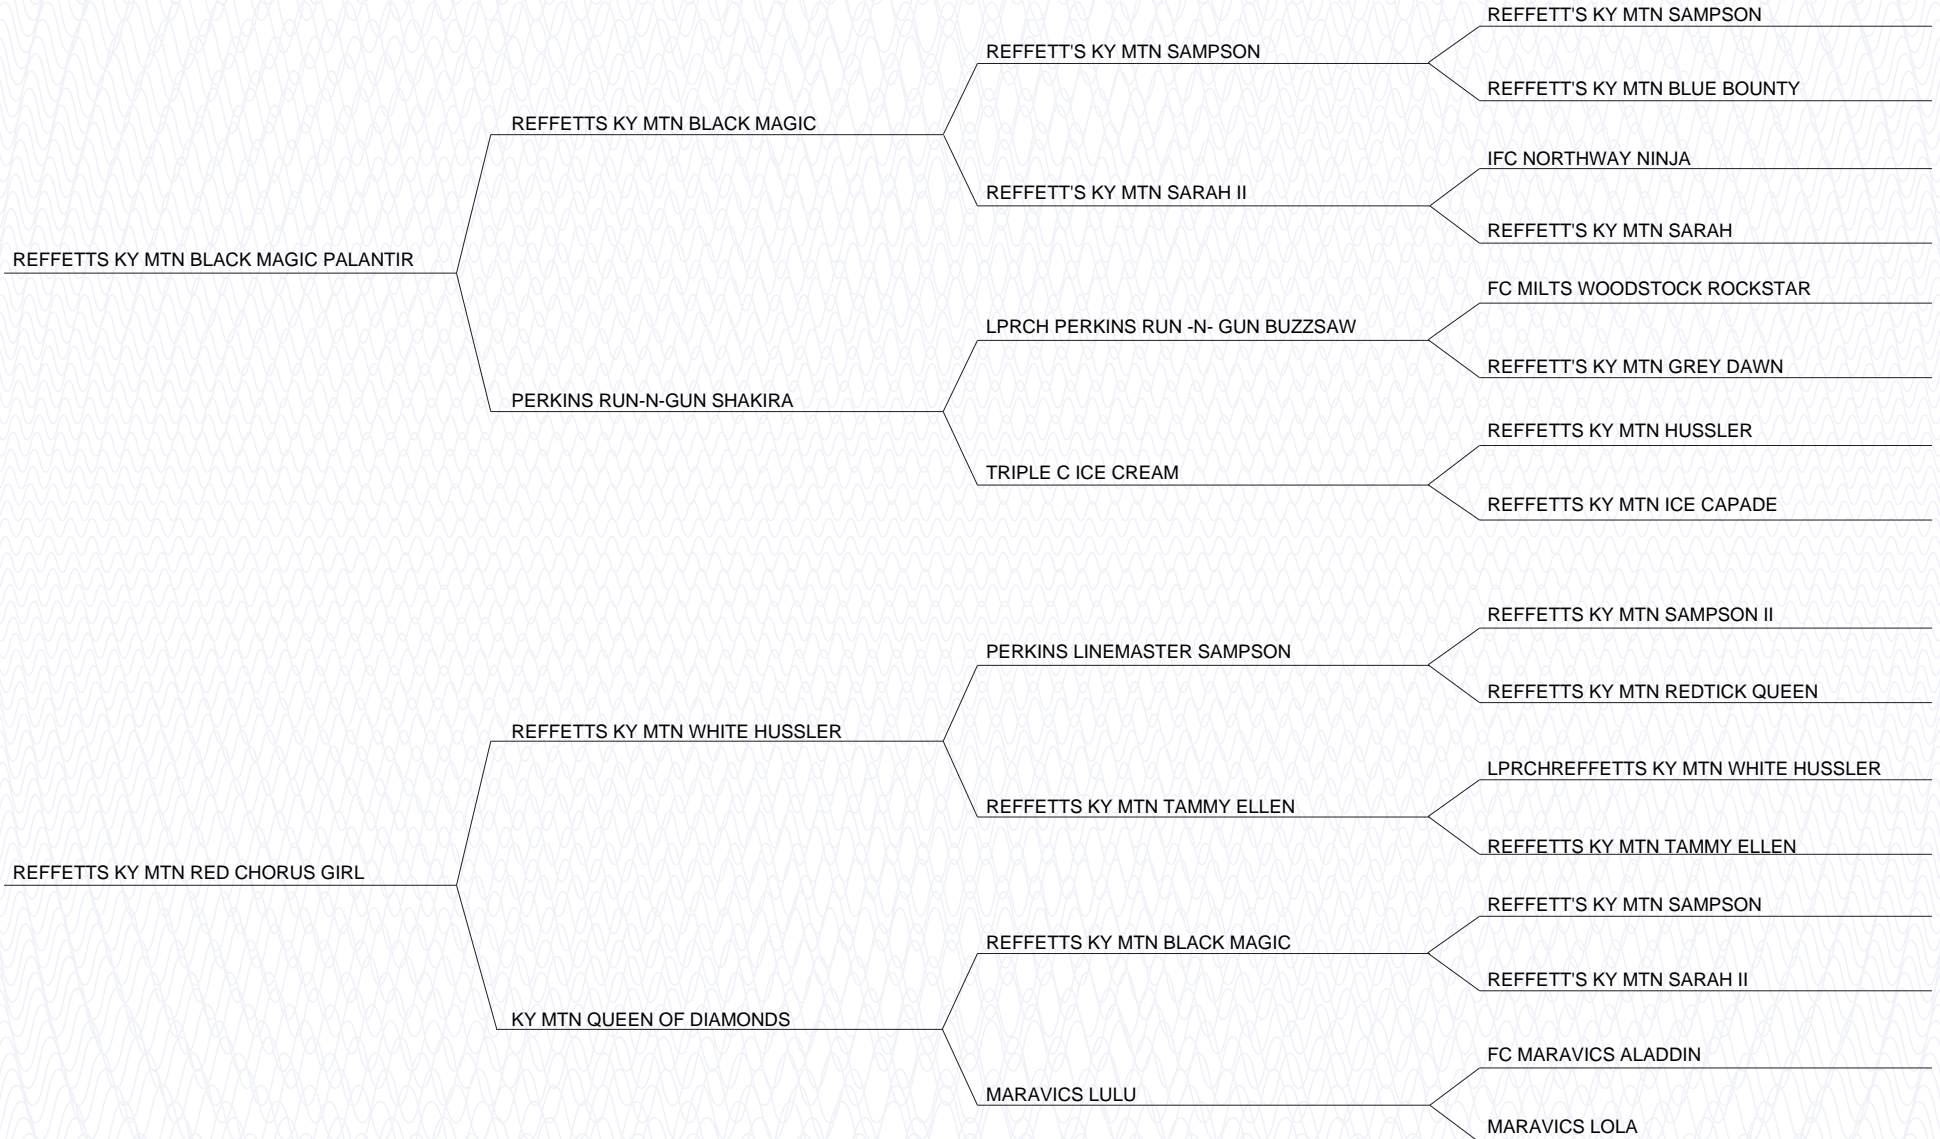 REFFETT'S KY MTN SAMPSON
REFFETT'S KY MTN SAMPSON
REFFETT'S KY MTN BLUE BOUNTY
REFFETTS KY MTN BLACK MAGIC
IFC NORTHWAY NINJA
REFFETT'S KY MTN SARAH II
REFFETT'S KY MTN SARAH
REFFETTS KY MTN BLACK MAGIC PALANTIR
FC MILTS WOODSTOCK ROCKSTAR
LPRCH PERKINS RUN -N- GUN BUZZSAW
REFFETT'S KY MTN GREY DAWN
PERKINS RUN-N-GUN SHAKIRA
REFFETTS KY MTN HUSSLER
TRIPLE C ICE CREAM
REFFETTS KY MTN ICE CAPADE
REFFETTS KY MTN SAMPSON II
PERKINS LINEMASTER SAMPSON
REFFETTS KY MTN REDTICK QUEEN
REFFETTS KY MTN WHITE HUSSLER
LPRCHREFFETTS KY MTN WHITE HUSSLER
REFFETTS KY MTN TAMMY ELLEN
REFFETTS KY MTN TAMMY ELLEN
REFFETTS KY MTN RED CHORUS GIRL
REFFETT'S KY MTN SAMPSON
REFFETTS KY MTN BLACK MAGIC
REFFETT'S KY MTN SARAH II
KY MTN QUEEN OF DIAMONDS
FC MARAVICS ALADDIN
MARAVICS LULU
MARAVICS LOLA